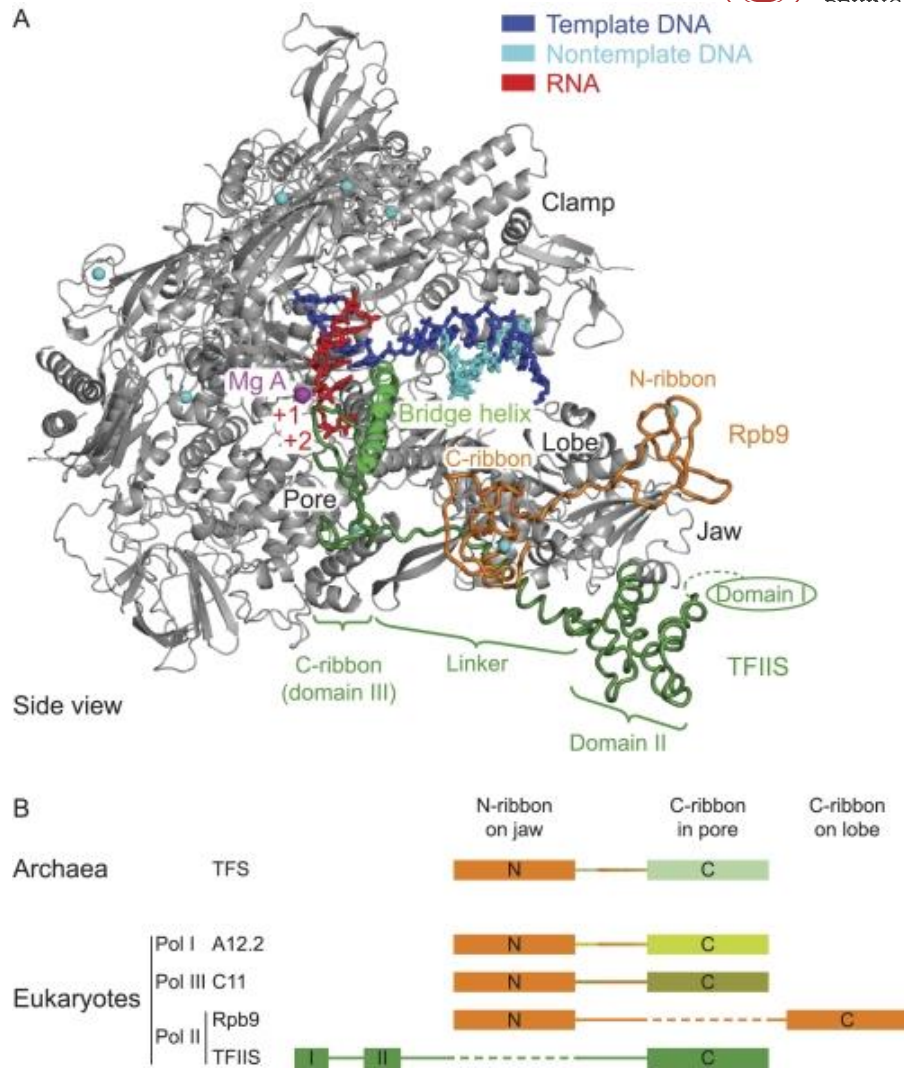 A
Template DNA
Nontemplate DNA
RNA
Clamp
Mg A
+1
+2
Bridge helix
N-ribbon
Rpb9
Lobe
C-ribbon
Pore
Jaw
Domain I
C-ribbon
(domain III)
Linker
TFIIS
Domain II
Side view
B
N-ribbon
on jaw
C-ribbon
in pore
C-ribbon
on lobe
Archaea TFS N C
Eukaryotes
Pol I A12.2 N C
Pol III C11 N C
Pol II
Rpb9 N C
TFIIS I II C